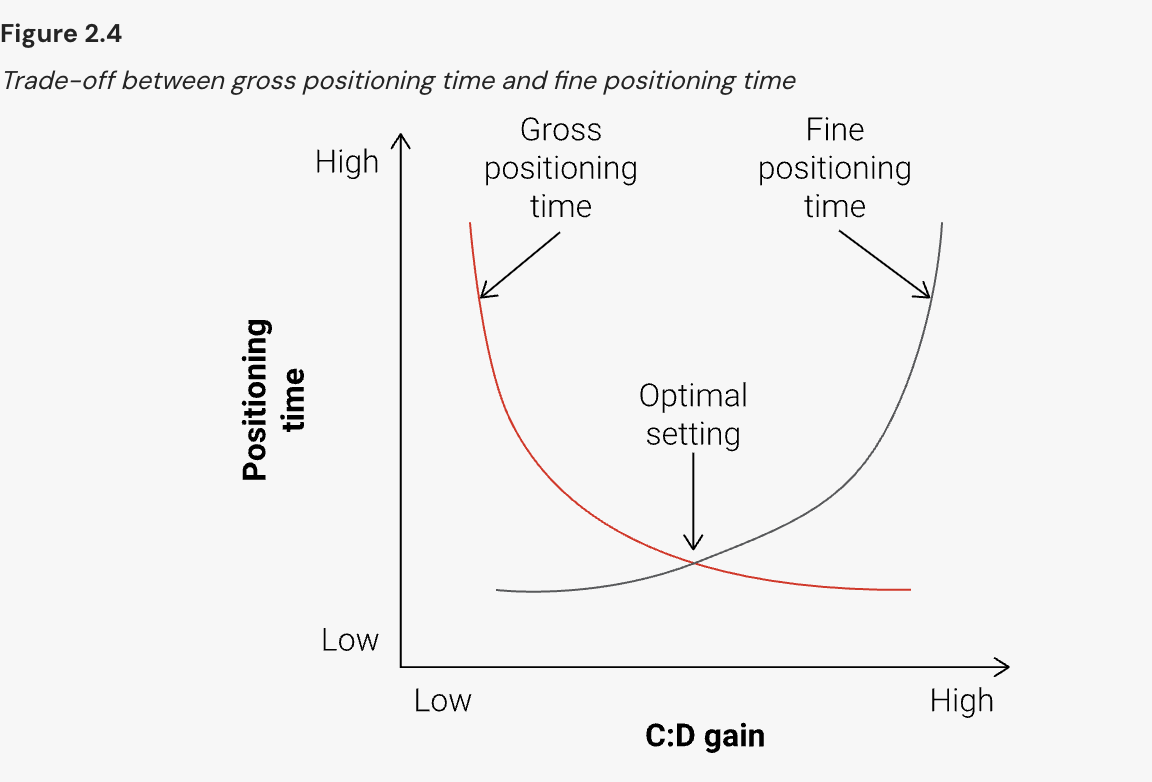 Figure 2.4
Trade-off between gross positioning time and fine positioning time
Gross
positioning
time
Fine
positioning
time
High
Positioning
time
Optimal
setting
Low
Low
High
C:D gain